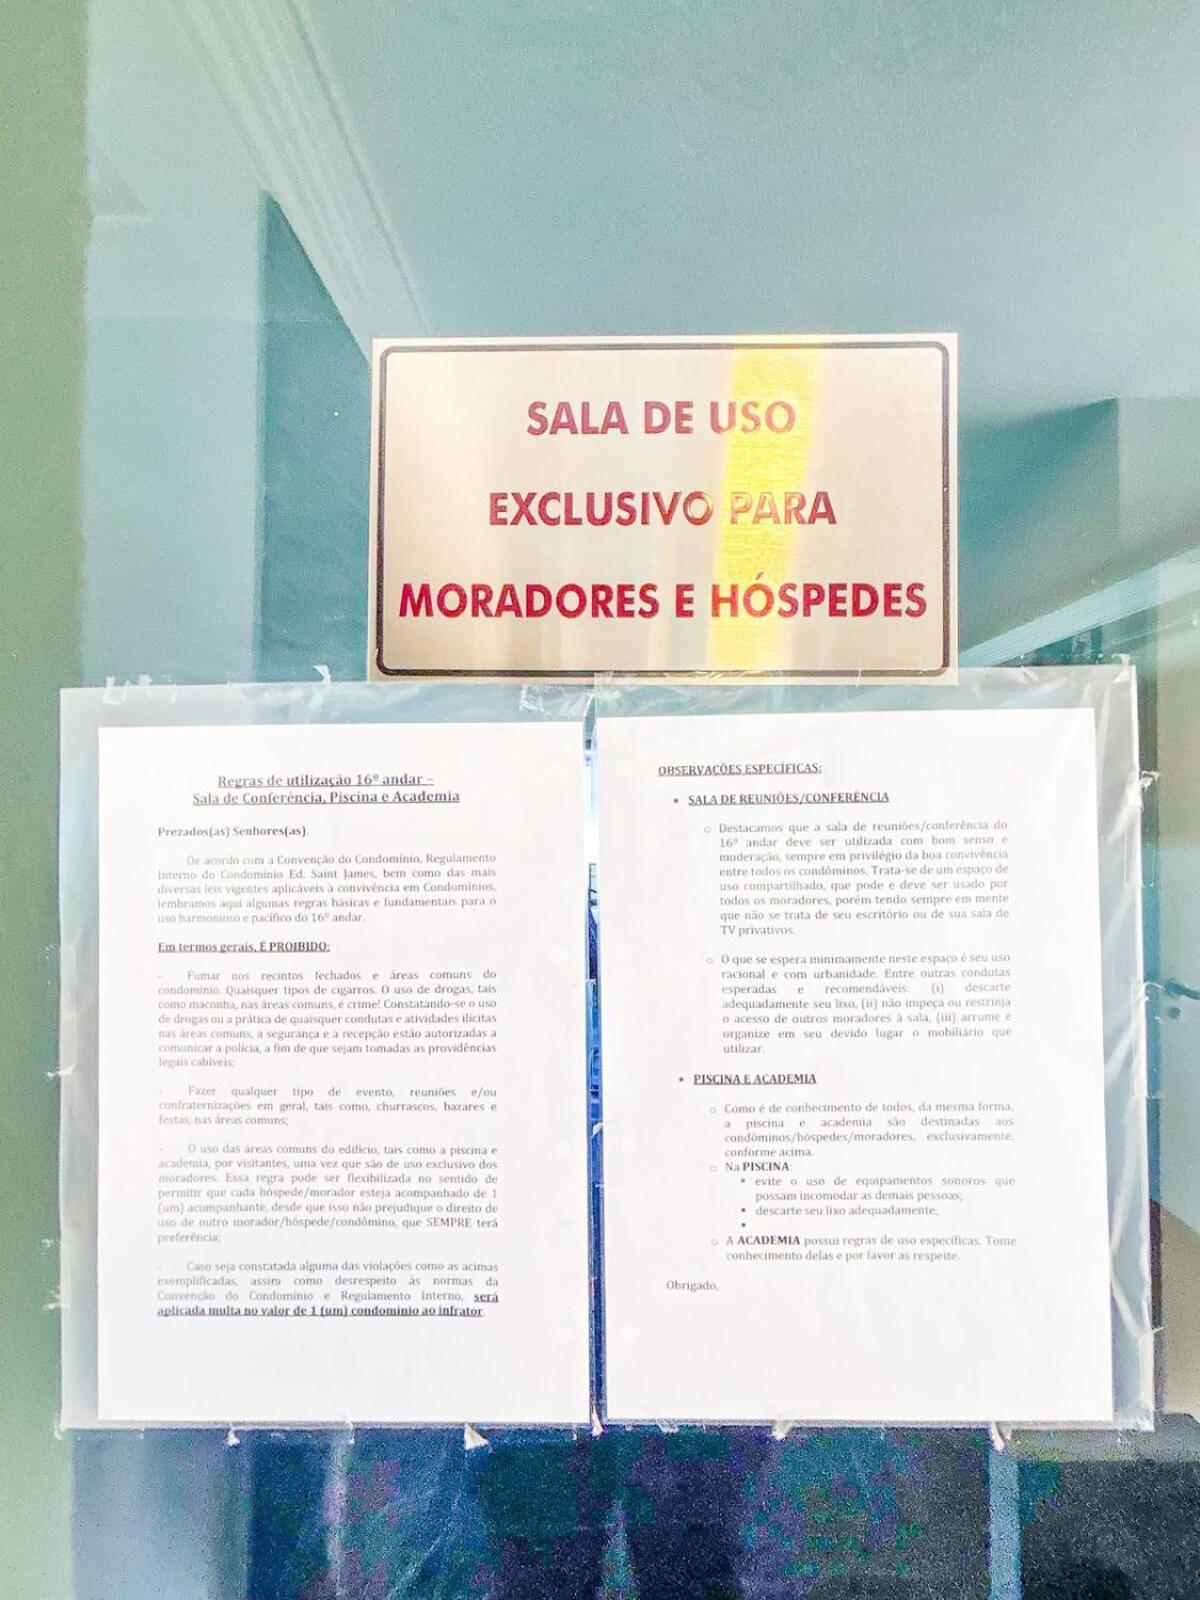 SALA DE USO
EXCLUSIVO PARA
MORADORES E HÓSPEDES
Regras de utilização 16º andar –
Sala de Conferência, Piscina e Academia
Prezados(as) Senhores(as).
De acordo com a Convenção do Condomínio, Regulamento
Interno do Condomínio Ed. Saint James, bem como das mais
diversas leis vigentes aplicáveis à convivência em Condomínios,
lembramos aqui algumas regras básicas e fundamentais para o
uso harmonioso e pacífico do 16º andar.
Em termos gerais, É PROIBIDO:
- Fumar nos recintos fechados e áreas comuns do
condomínio. Quaisquer tipos de cigarros. O uso de drogas, tais
como maconha, nas áreas comuns, é crime! Constatando-se o uso
de drogas ou a prática de quaisquer condutas e atividades ilícitas
nas áreas comuns, a segurança e a recepção estão autorizadas a
comunicar a polícia, a fim de que sejam tomadas as providências
legais cabíveis;
- Fazer qualquer tipo de evento, reuniões e/ou
confraternizações em geral, tais como, churrascos, bazares e
festas, nas áreas comuns;
- O uso das áreas comuns do edifício, tais como a piscina e
academia, por visitantes, uma vez que são de uso exclusivo dos
moradores. Essa regra pode ser flexibilizada no sentido de
permitir que cada hóspede/morador esteja acompanhado de 1
(um) acompanhante, desde que isso não prejudique o direito de
uso de outro morador/hóspede/condômino, que SEMPRE terá
preferência;
- Caso seja constatada alguma das violações como as acimas
exemplificadas, assim como desrespeito às normas da
Convenção do Condomínio e Regulamento Interno, será
aplicada multa no valor de 1 (um) condomínio ao infrator.
OBSERVAÇÕES ESPECÍFICAS:
• SALA DE REUNIÕES/CONFERÊNCIA
o Destacamos que a sala de reuniões/conferência do
16º andar deve ser utilizada com bom senso e
moderação, sempre em privilégio da boa convivência
entre todos os condôminos. Trata-se de um espaço de
uso compartilhado, que pode e deve ser usado por
todos os moradores, porém tendo sempre em mente
que não se trata de seu escritório ou de sua sala de
TV privativos.
o O que se espera minimamente neste espaço é seu uso
racional e com urbanidade. Entre outras condutas
esperadas e recomendáveis: (i) descarte
adequadamente seu lixo, (ii) não impeça ou restrinja
o acesso de outros moradores à sala, (iii) arrume e
organize em seu devido lugar o mobiliário que
utilizar.
• PISCINA E ACADEMIA
o Como é de conhecimento de todos, da mesma forma,
a piscina e academia são destinadas aos
condôminos/hóspedes/moradores, exclusivamente,
conforme acima.
o Na PISCINA:
▪ evite o uso de equipamentos sonoros que
possam incomodar as demais pessoas;
▪ descarte seu lixo adequadamente;
▪
o A ACADEMIA possui regras de uso específicas. Tome
conhecimento delas e por favor as respeite.
Obrigado,